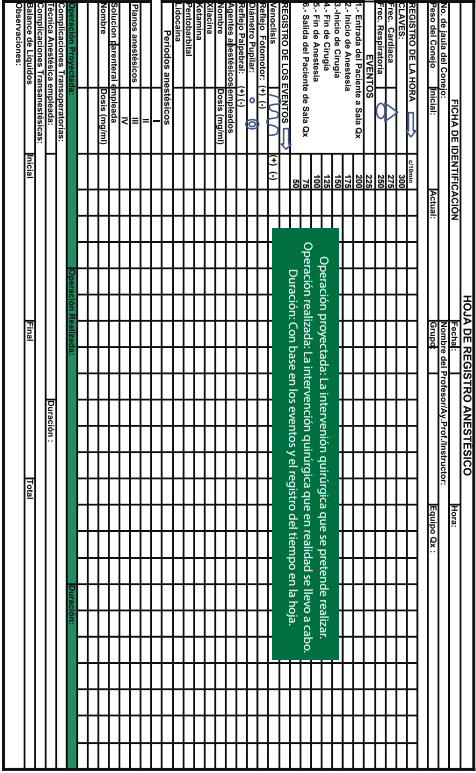 HOJA DE REGISTRO ANESTÉSICO
FICHA DE IDENTIFICACIÓN Fecha: Hora:
No. de jaula del Conejo: Nombre del Profesor/Ay.Prof./Instructor:
Peso del Conejo Inicial: Actual: Grupo: Equipo Qx :
REGISTRO DE LA HORA c/10min
CLAVES: 300
Frec. Cardiaca 275
Frec. Respiratoria 250
EVENTOS 225
1.- Entrada del Paciente a Sala Qx 200
2.- Inicio de Anestesia 175
3.-Inicio de Cirugía 150
4.- Fin de Cirugía 125
5.- Fin de Anestesia 100
6.- Salida del Paciente de Sala Qx 75
REGISTRO DE LOS EVENTOS 50
Operación proyectada: La intervenión quirúrgica que se pretende realizar.
Operación realizada: La intervención quirúrgica que en realidad se llevo a cabo.
Duración: Con base en los eventos y el registro del tiempo en la hoja.
Venoclisis (+) (-)
Reflejo Fotomotor: (+) (-)
Diámetro Pupilar:
Reflejo Palpebral: (+) (-)
Agentes anestésicos empleados
Nombre Dosis (mg/ml)
Xilacina
Ketamina
Pentobarbital
Lidocaina
Periodos anestésicos
I
II
Planos anestésicos III
IV
Solucion parenteral empleada
Nombre Dosis (mg/ml)
Operación Proyectada: Operación Realizada: Duración:
Complicaciones Transoperatorias:
Técnica Anestésica empleada: Duración :
Complicaciones Transanestésicas:
Balance de Líquidos Inicial Final Total
Observaciones: